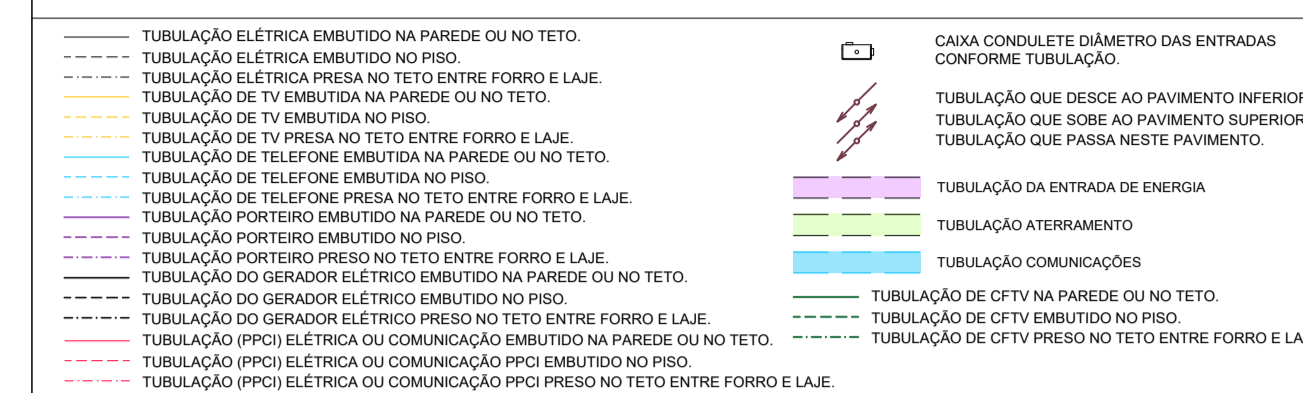 TUBULAÇÃO ELÉTRICA EMBUTIDO NA PAREDE OU NO TETO.
TUBULAÇÃO ELÉTRICA EMBUTIDO NO PISO.
TUBULAÇÃO ELÉTRICA PRESA NO TETO ENTRE FORRO E LAJE.
TUBULAÇÃO DE TV EMBUTIDA NA PAREDE OU NO TETO.
TUBULAÇÃO DE TV EMBUTIDA NO PISO.
TUBULAÇÃO DE TV PRESA NO TETO ENTRE FORRO E LAJE.
TUBULAÇÃO DE TELEFONE EMBUTIDA NA PAREDE OU NO TETO.
TUBULAÇÃO DE TELEFONE EMBUTIDA NO PISO.
TUBULAÇÃO DE TELEFONE PRESA NO TETO ENTRE FORRO E LAJE.
TUBULAÇÃO PORTEIRO EMBUTIDO NA PAREDE OU NO TETO.
TUBULAÇÃO PORTEIRO EMBUTIDO NO PISO.
TUBULAÇÃO PORTEIRO PRESO NO TETO ENTRE FORRO E LAJE.
TUBULAÇÃO DO GERADOR ELÉTRICO EMBUTIDO NA PAREDE OU NO TETO.
TUBULAÇÃO DO GERADOR ELÉTRICO EMBUTIDO NO PISO.
TUBULAÇÃO DO GERADOR ELÉTRICO PRESO NO TETO ENTRE FORRO E LAJE.
TUBULAÇÃO (PPCI) ELÉTRICA OU COMUNICAÇÃO EMBUTIDO NA PAREDE OU NO TETO.
TUBULAÇÃO (PPCI) ELÉTRICA OU COMUNICAÇÃO PPCI EMBUTIDO NO PISO.
TUBULAÇÃO (PPCI) ELÉTRICA OU COMUNICAÇÃO PPCI PRESO NO TETO ENTRE FORRO E LAJE.
CAIXA CONDULETE DIÂMETRO DAS ENTRADAS
CONFORME TUBULAÇÃO.
TUBULAÇÃO QUE DESCE AO PAVIMENTO INFERIOR
TUBULAÇÃO QUE SOBE AO PAVIMENTO SUPERIOR
TUBULAÇÃO QUE PASSA NESTE PAVIMENTO.
TUBULAÇÃO DA ENTRADA DE ENERGIA
TUBULAÇÃO ATERRAMENTO
TUBULAÇÃO COMUNICAÇÕES
TUBULAÇÃO DE CFTV NA PAREDE OU NO TETO.
TUBULAÇÃO DE CFTV EMBUTIDO NO PISO.
TUBULAÇÃO DE CFTV PRESO NO TETO ENTRE FORRO E LA